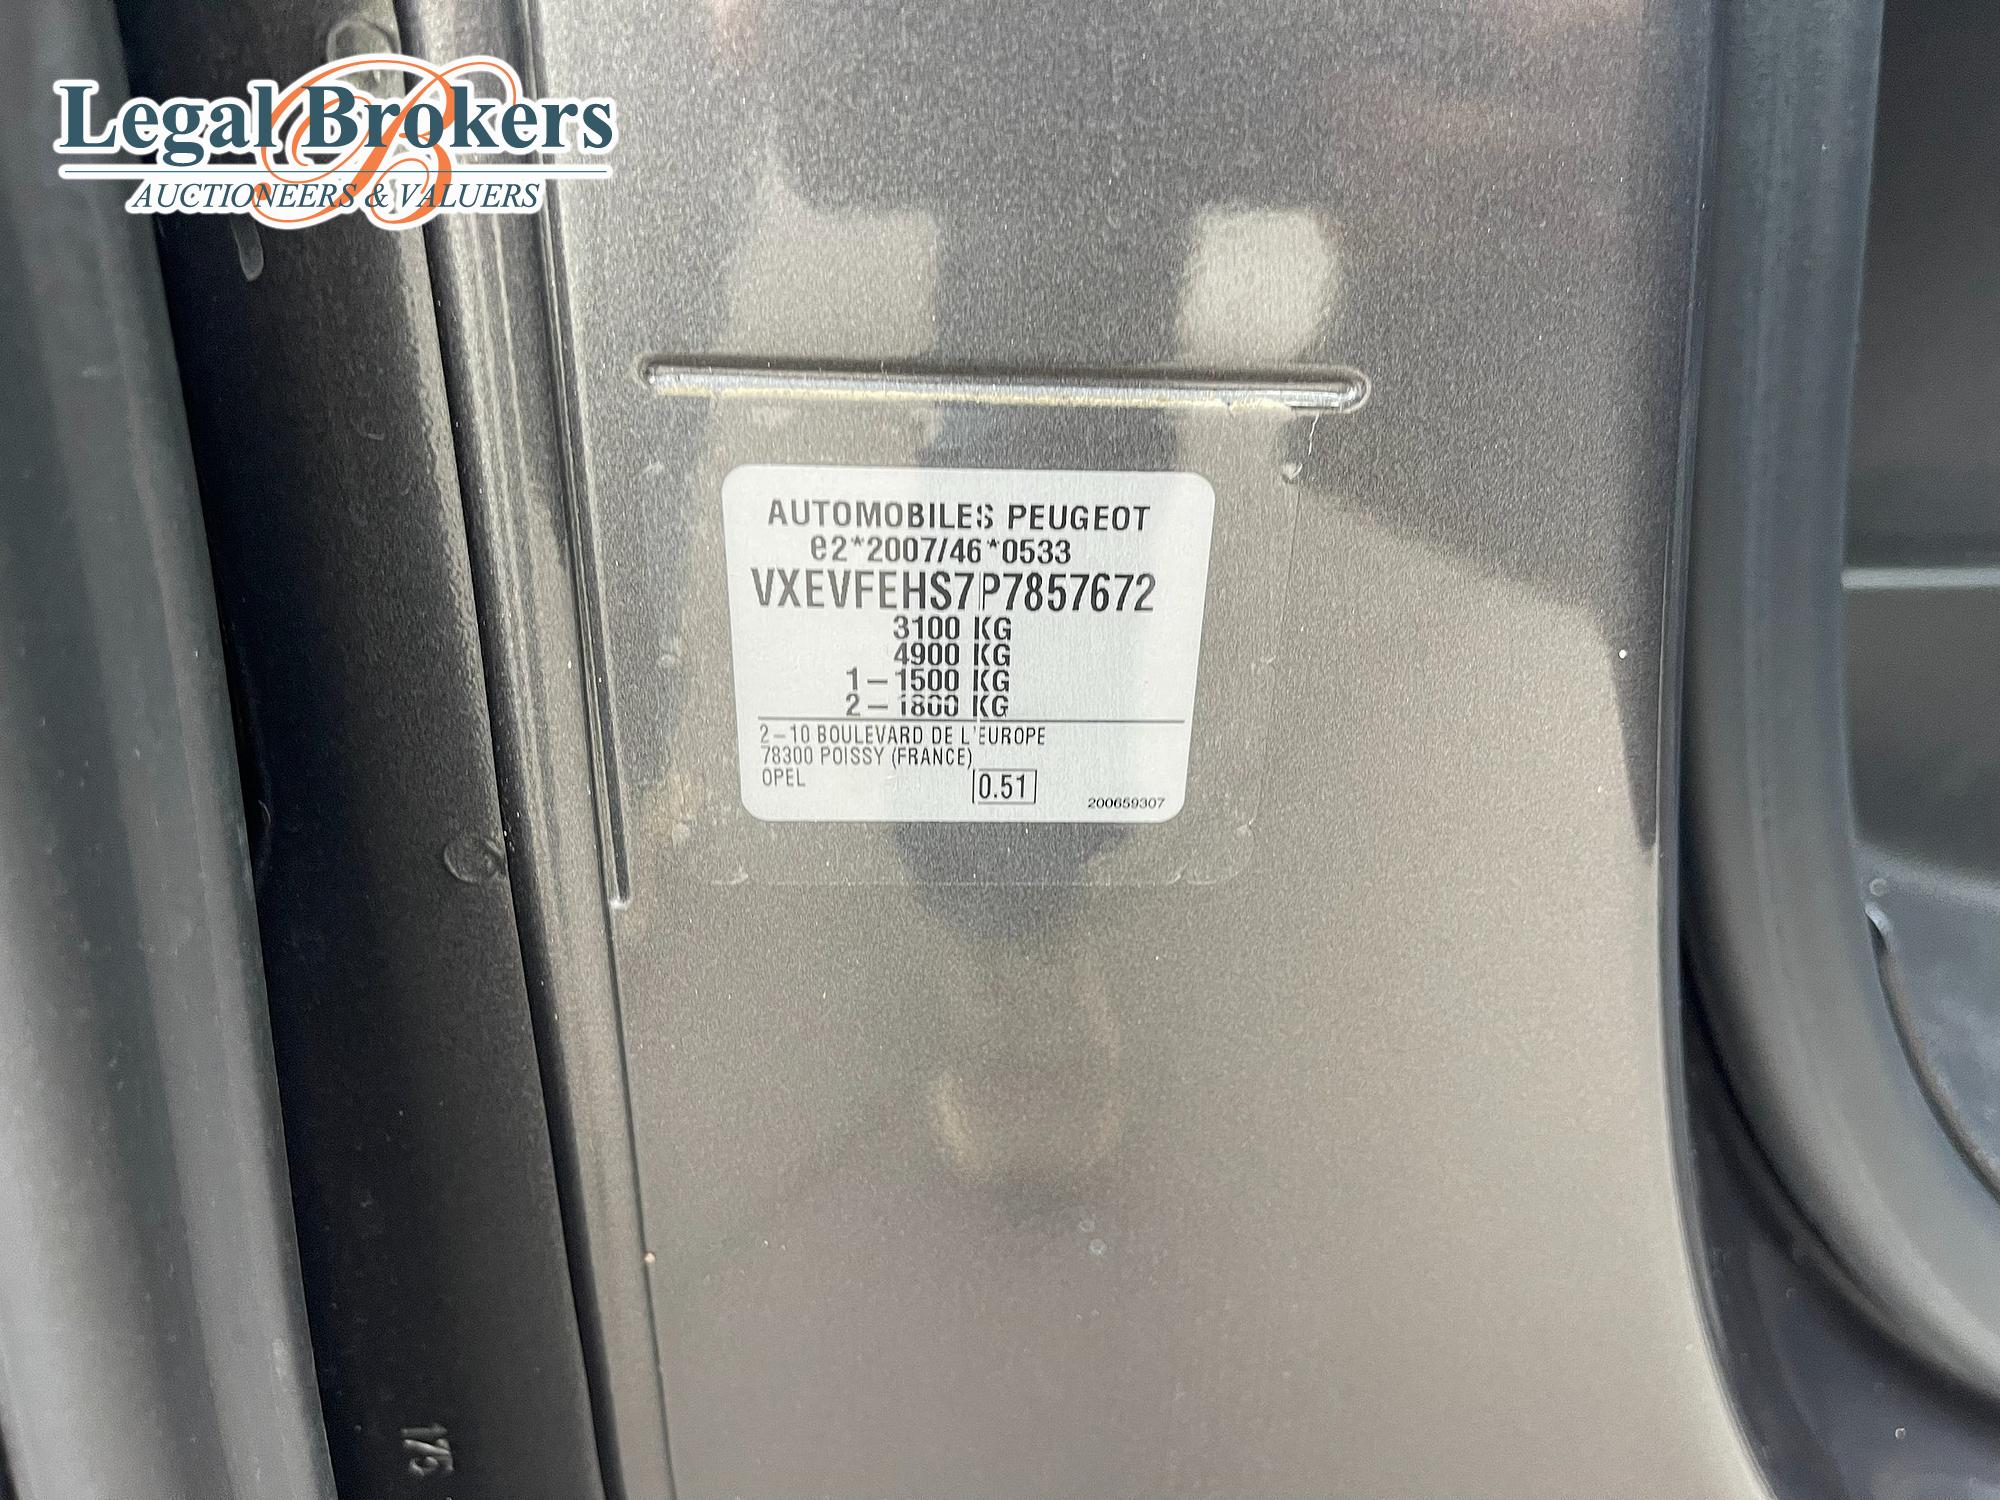 Legal Brokers
AUCTIONEERS & VALUERS
AUTOMOBILES PEUGEOT
e2*2007/46*0533
VXEVFEHS7P7857672
3100 KG
4900 KG
1-1500 KG
2-1800 KG
2-10 BOULEVARD DE L'EUROPE
78300 POISSY (FRANCE)
OPEL
0.51
200659307
175